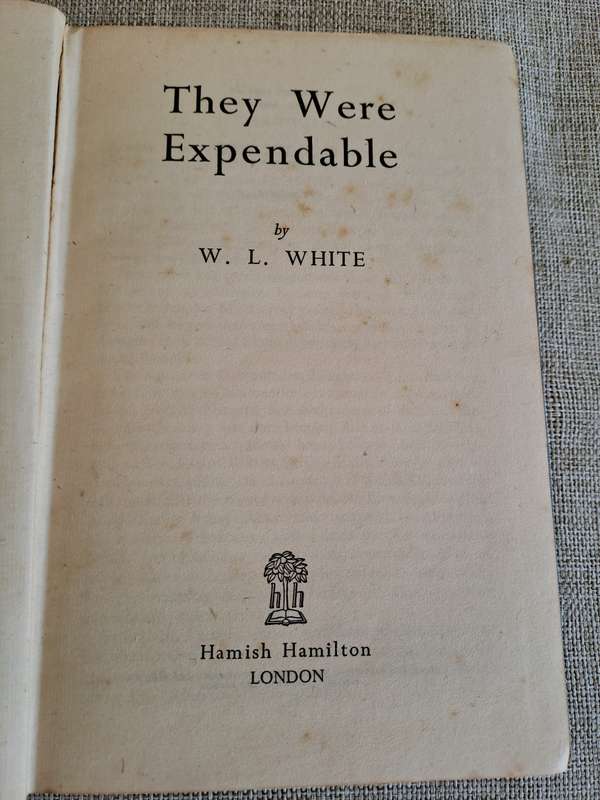 They Were
Expendable
by
W. L. WHITE
h h
Hamish Hamilton
LONDON